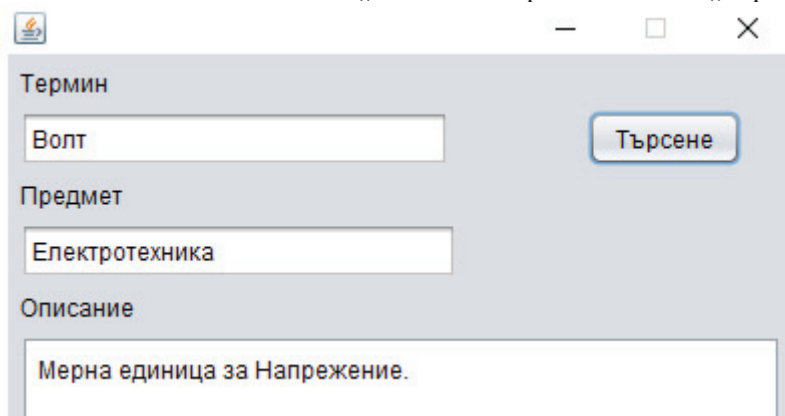 Термин
Волт
Търсене
Предмет
Електротехника
Описание
Мерна единица за Напрежение.